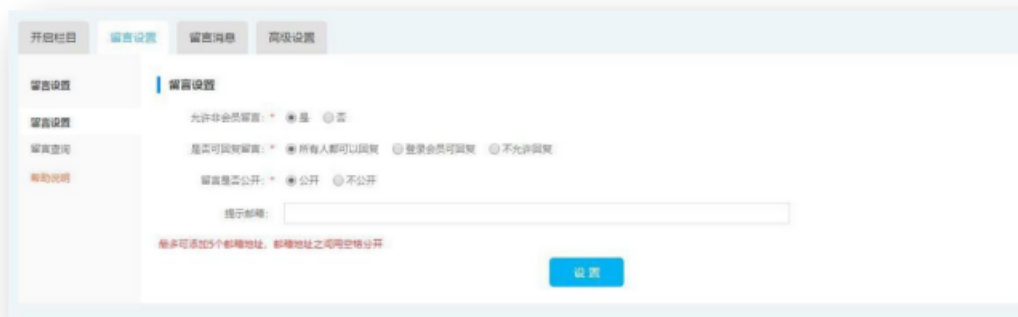 开启栏目 留言设置 留言消息 高级设置
留言设置
留言设置
留言设置
留言查询
帮助说明
允许非会员留言: * 是 否
是否可回复留言: * 所有人都可以回复 登录会员可回复 不允许回复
留言是否公开: * 公开 不公开
提示邮箱:
最多可添加5个邮箱地址，邮箱地址之间用空格分开
设 置